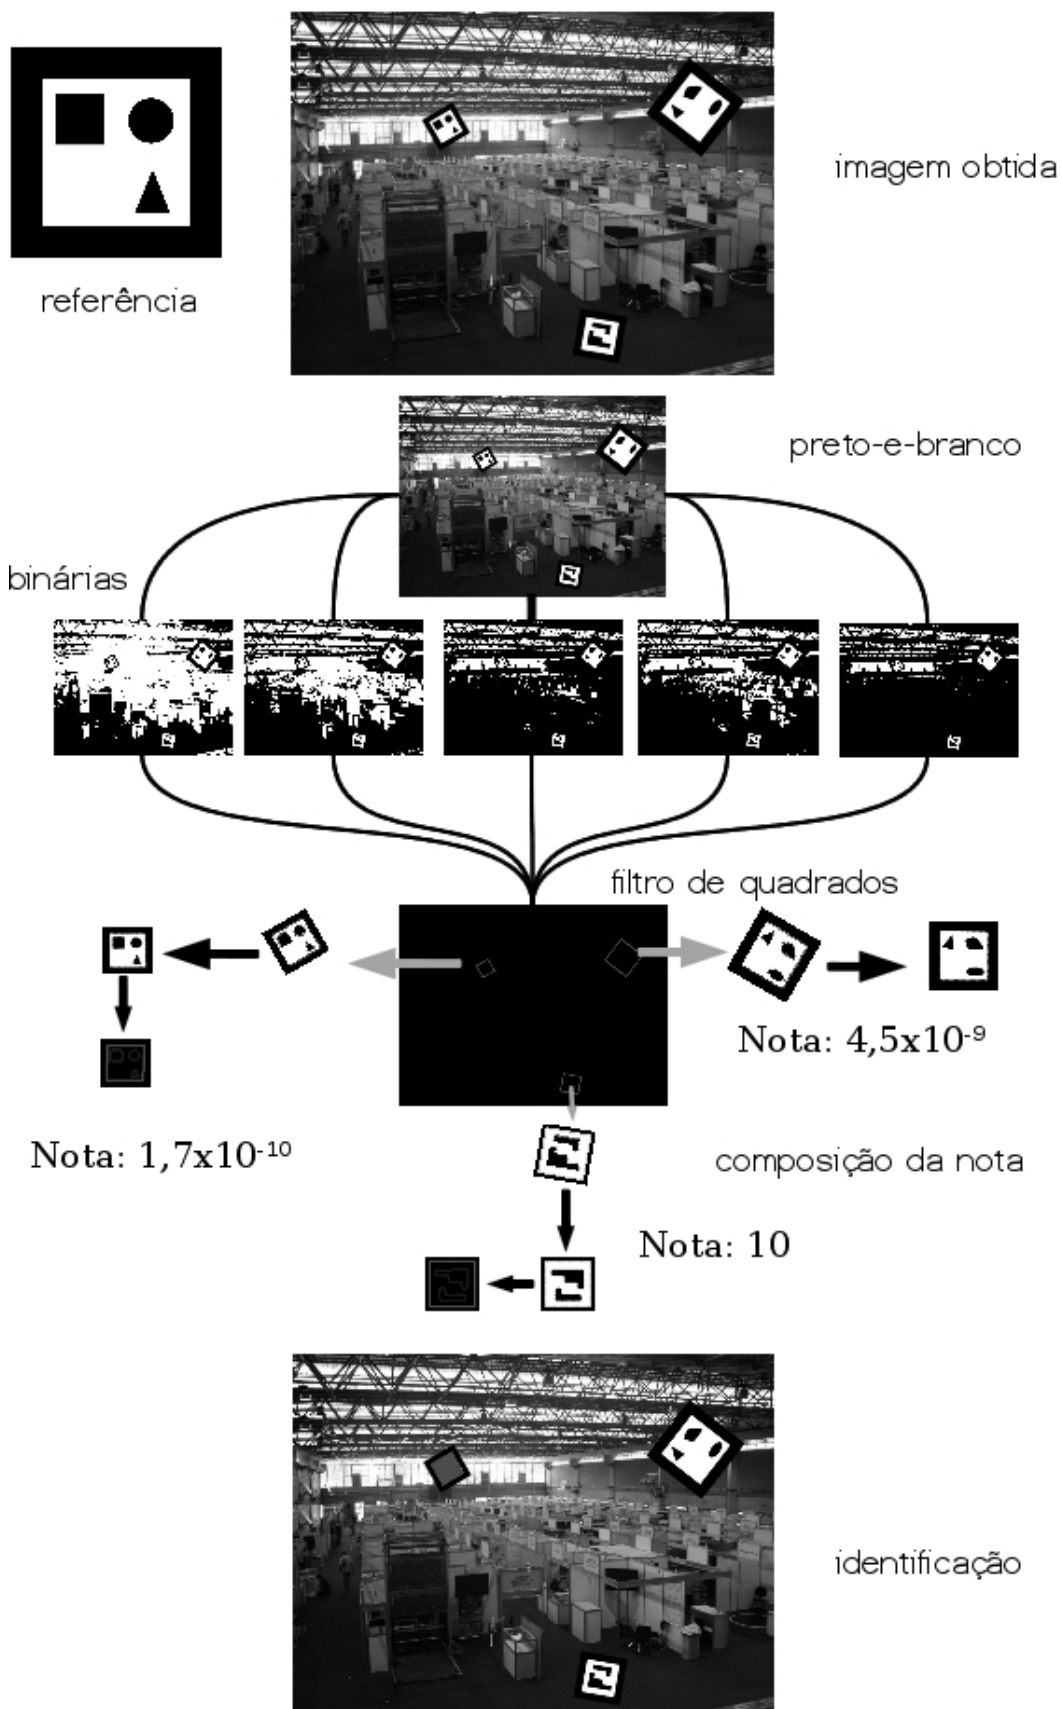 imagem obtida
referência
preto-e-branco
binárias
filtro de quadrados
Nota: 4,5x10⁻⁹
Nota: 1,7x10⁻¹⁰
composição da nota
Nota: 10
identificação